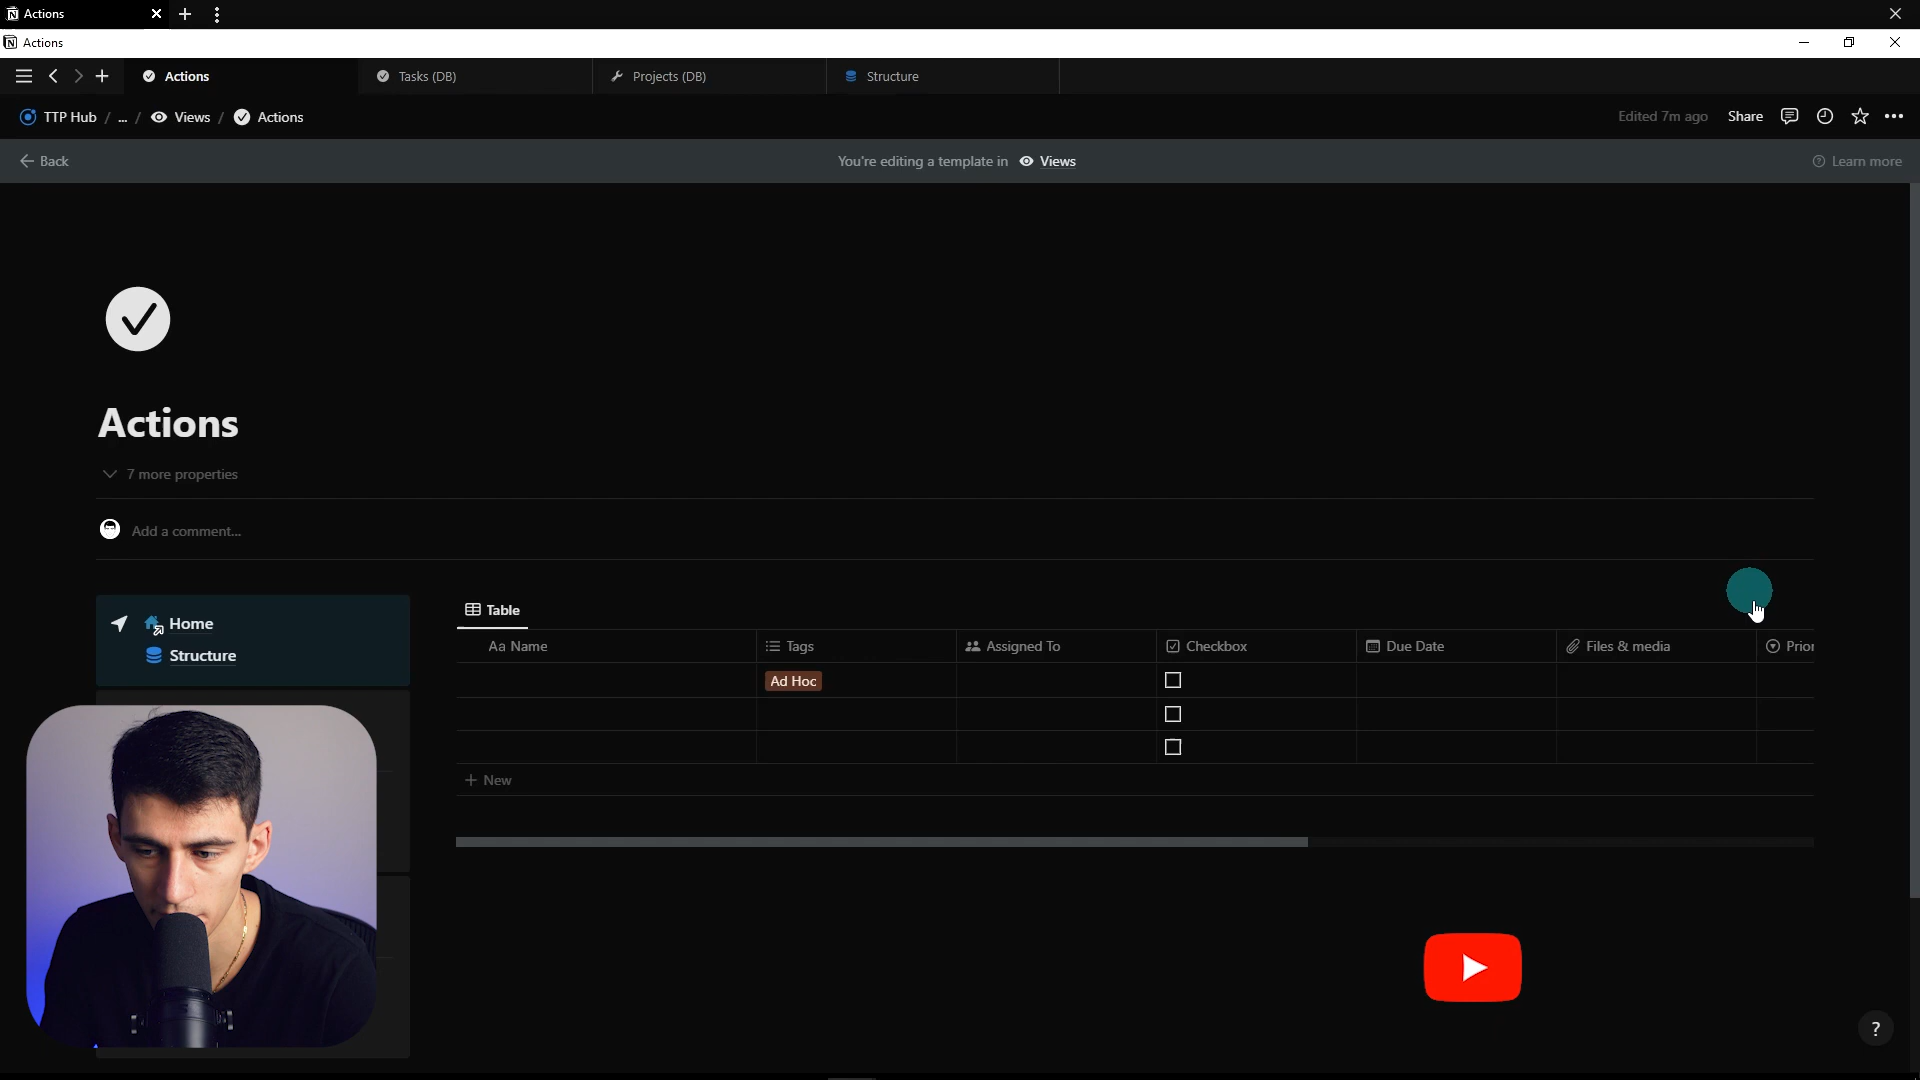 Actions
Actions
Actions
Tasks (DB)
Projects (DB)
Structure
TTP Hub / ... / Views / Actions
Edited 7m ago
Share
Back
You're editing a template in Views
Learn more
Actions
7 more properties
Add a comment...
Home
Structure
Table
Aa Name
Tags
Assigned To
Checkbox
Due Date
Files & media
Prior
Ad Hoc
+ New
?